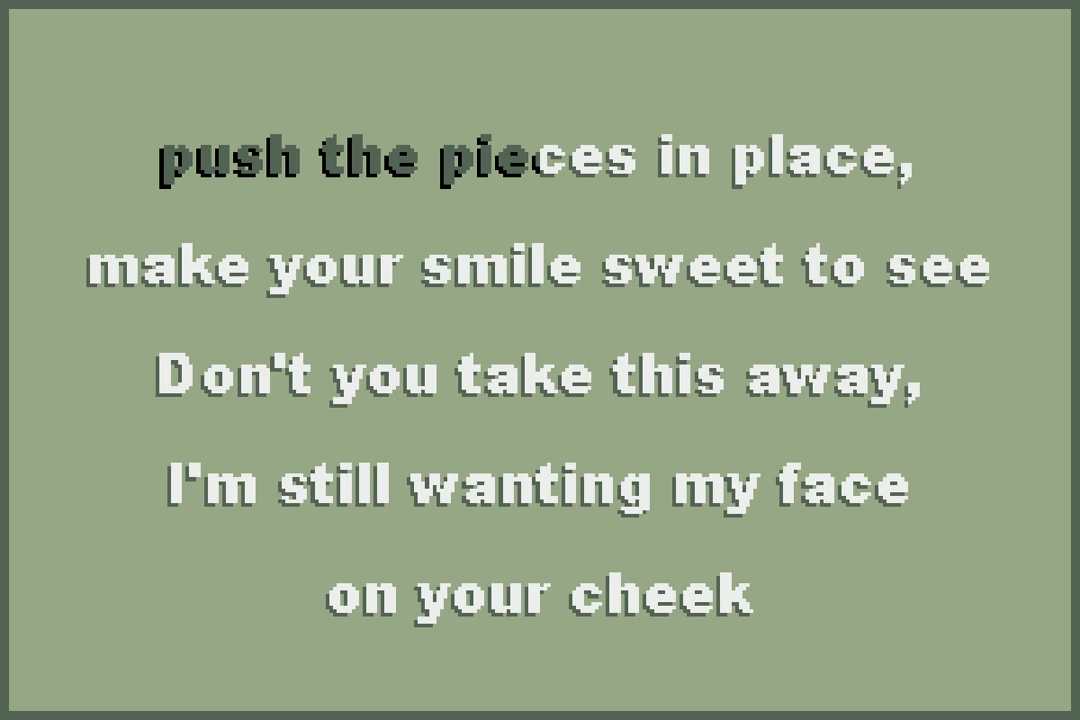 push the pieces in place,
make your smile sweet to see
Don't you take this away,
I'm still wanting my face
on your cheek